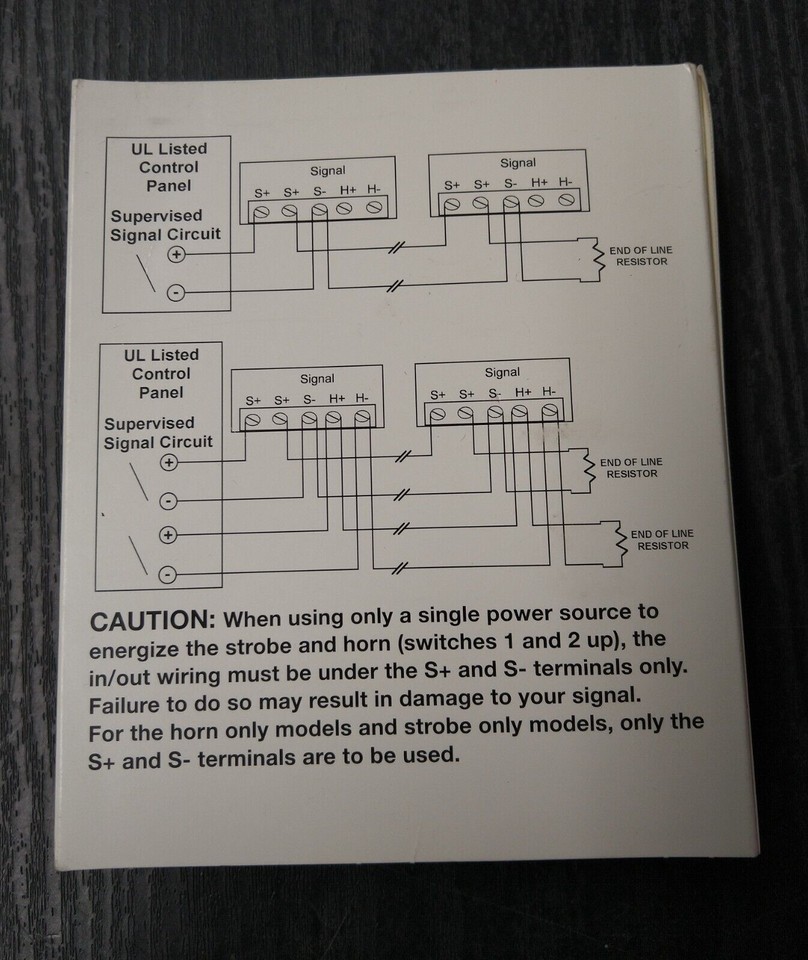 UL Listed
Control
Panel
Supervised
Signal Circuit
+
-
Signal
S+ S+ S- H+ H-
Signal
S+ S+ S- H+ H-
END OF LINE
RESISTOR
UL Listed
Control
Panel
Supervised
Signal Circuit
+
-
+
-
Signal
S+ S+ S- H+ H-
Signal
S+ S+ S- H+ H-
END OF LINE
RESISTOR
END OF LINE
RESISTOR
CAUTION: When using only a single power source to
energize the strobe and horn (switches 1 and 2 up), the
in/out wiring must be under the S+ and S- terminals only.
Failure to do so may result in damage to your signal.
For the horn only models and strobe only models, only the
S+ and S- terminals are to be used.